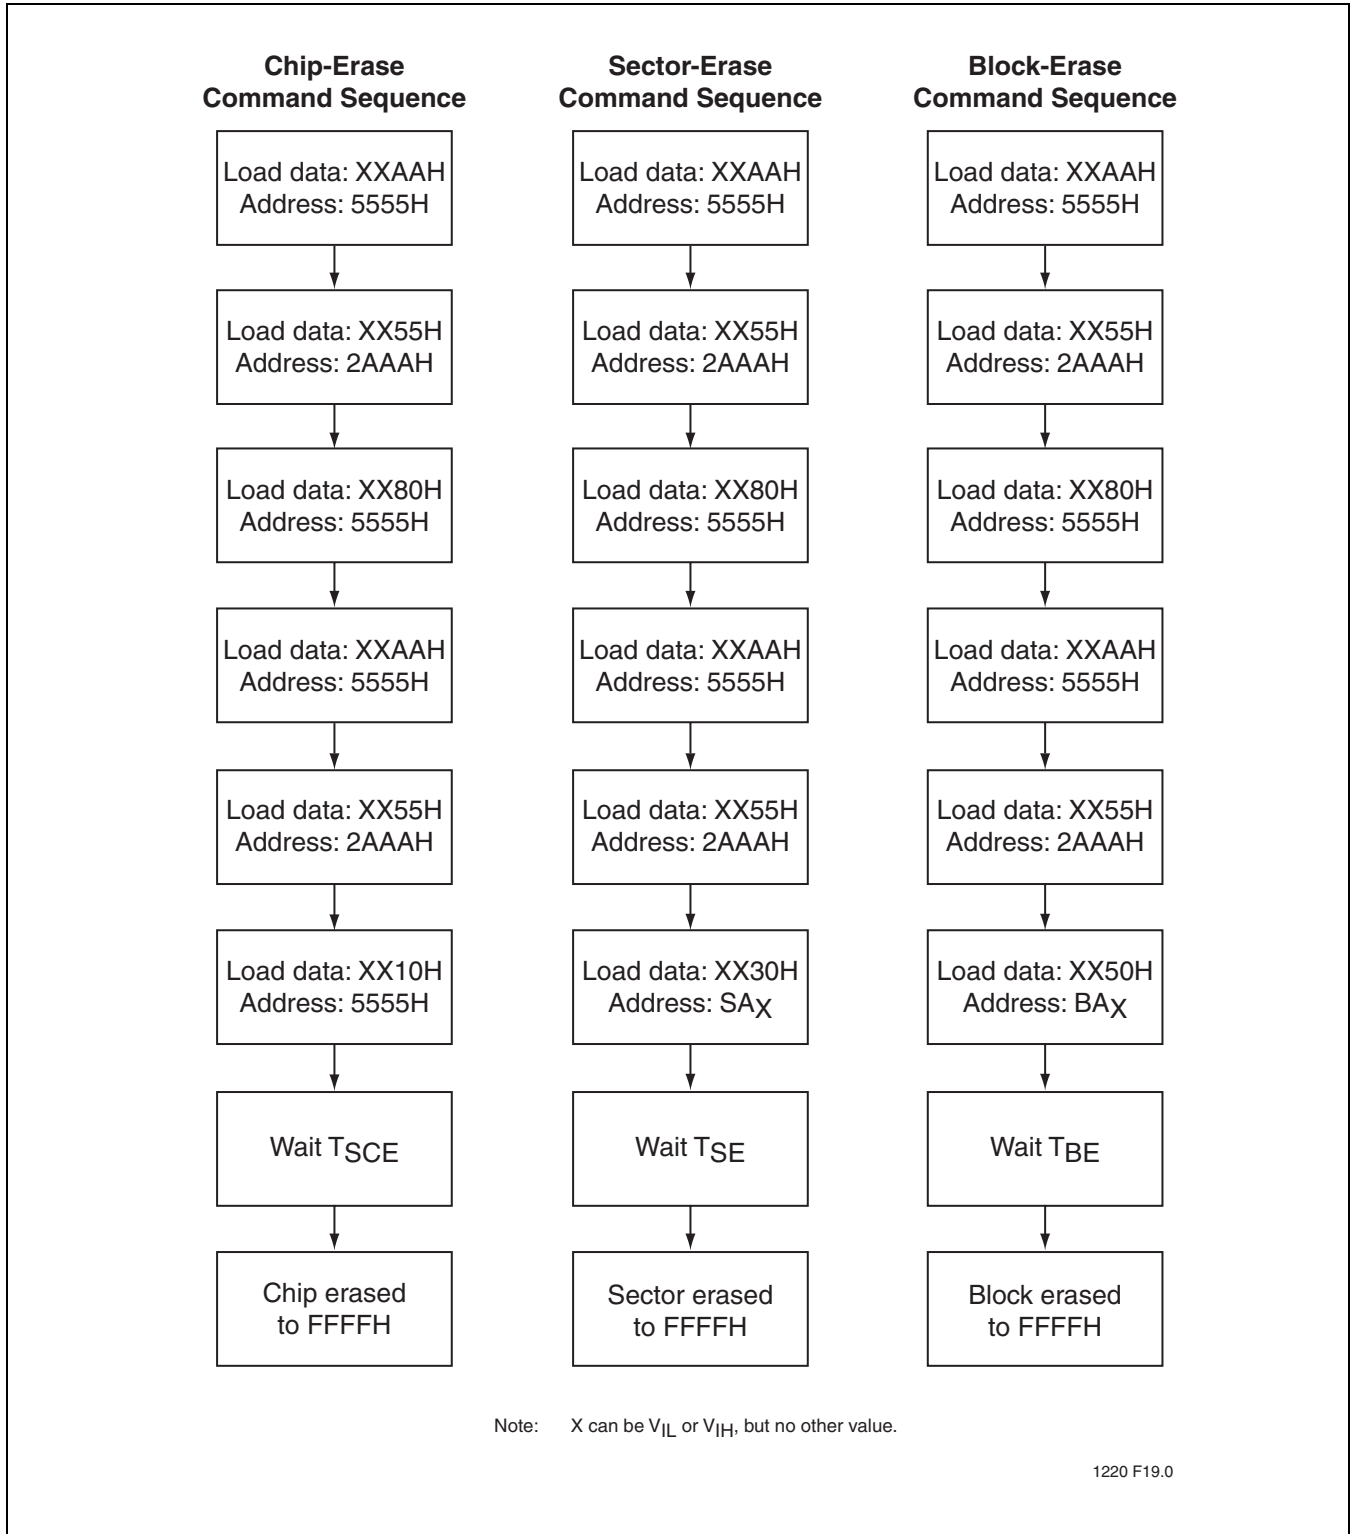 Chip-Erase
Command Sequence
Load data: XXAAH
Address: 5555H
Load data: XX55H
Address: 2AAAH
Load data: XX80H
Address: 5555H
Load data: XXAAH
Address: 5555H
Load data: XX55H
Address: 2AAAH
Load data: XX10H
Address: 5555H
Wait TSCE
Chip erased
to FFFFH
Sector-Erase
Command Sequence
Load data: XXAAH
Address: 5555H
Load data: XX55H
Address: 2AAAH
Load data: XX80H
Address: 5555H
Load data: XXAAH
Address: 5555H
Load data: XX55H
Address: 2AAAH
Load data: XX30H
Address: SAX
Wait TSE
Sector erased
to FFFFH
Block-Erase
Command Sequence
Load data: XXAAH
Address: 5555H
Load data: XX55H
Address: 2AAAH
Load data: XX80H
Address: 5555H
Load data: XXAAH
Address: 5555H
Load data: XX55H
Address: 2AAAH
Load data: XX50H
Address: BAX
Wait TBE
Block erased
to FFFFH
Note: X can be VIL or VIH, but no other value.
1220 F19.0